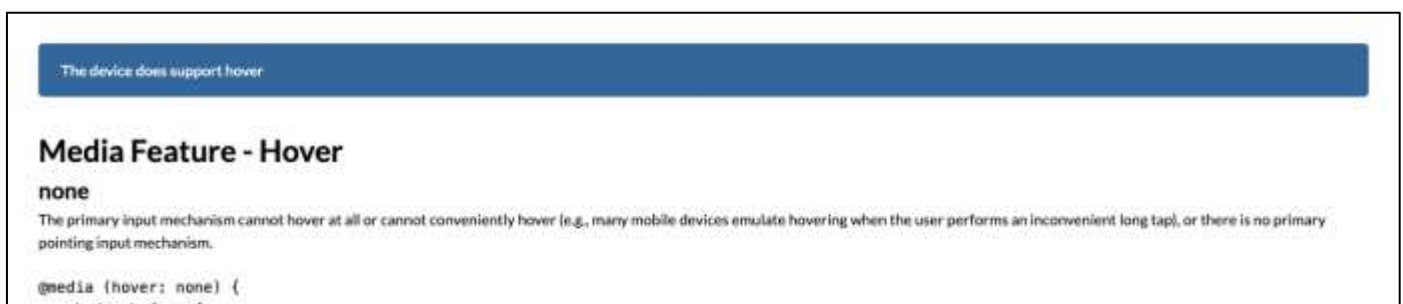 The device does support hover
Media Feature - Hover
none
The primary input mechanism cannot hover at all or cannot conveniently hover (e.g., many mobile devices emulate hovering when the user performs an inconvenient long tap), or there is no primary
pointing input mechanism.
@media (hover: none) {